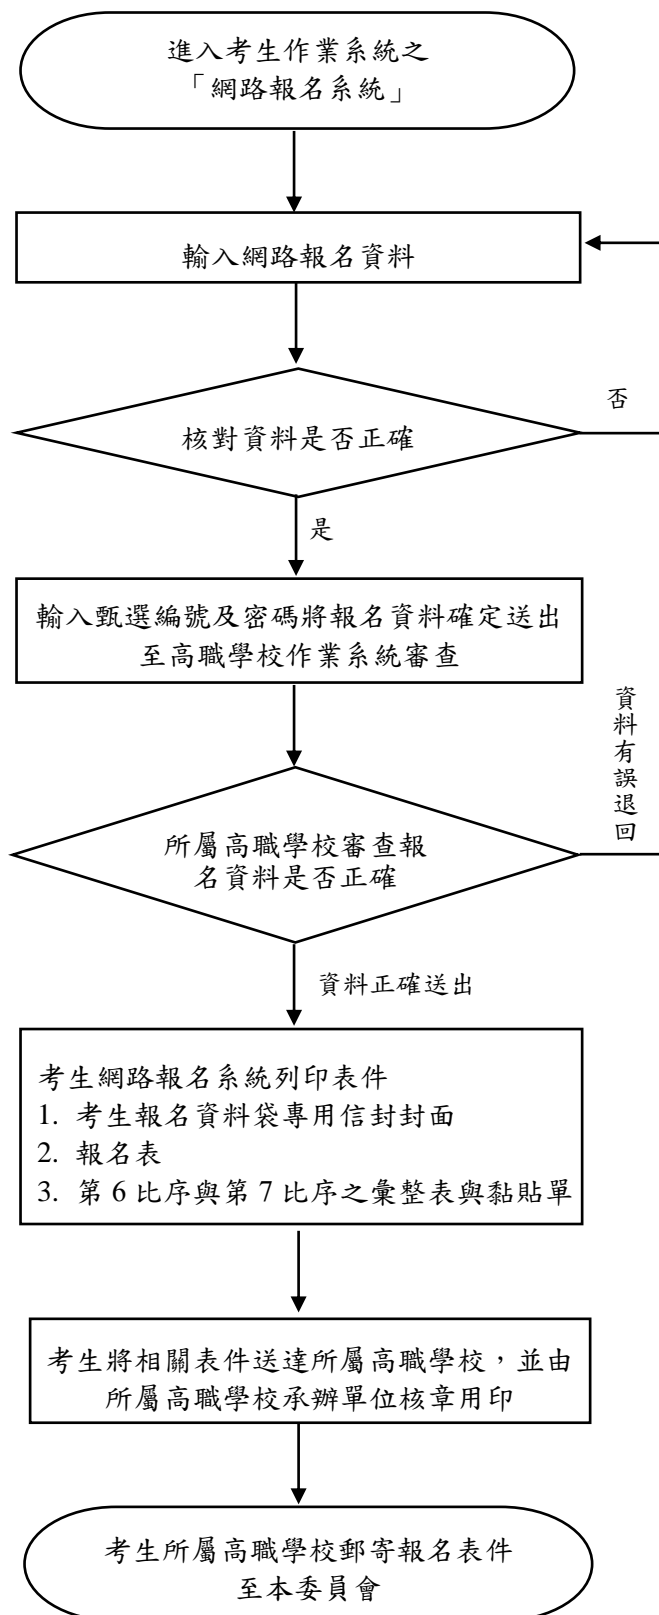 進入考生作業系統之
「網路報名系統」
輸入網路報名資料
核對資料是否正確
否
是
輸入甄選編號及密碼將報名資料確定送出
至高職學校作業系統審查
資料有誤退回
所屬高職學校審查報
名資料是否正確
資料正確送出
考生網路報名系統列印表件
1. 考生報名資料袋專用信封封面
2. 報名表
3. 第 6 比序與第 7 比序之彙整表與黏貼單
考生將相關表件送達所屬高職學校，並由
所屬高職學校承辦單位核章用印
考生所屬高職學校郵寄報名表件
至本委員會